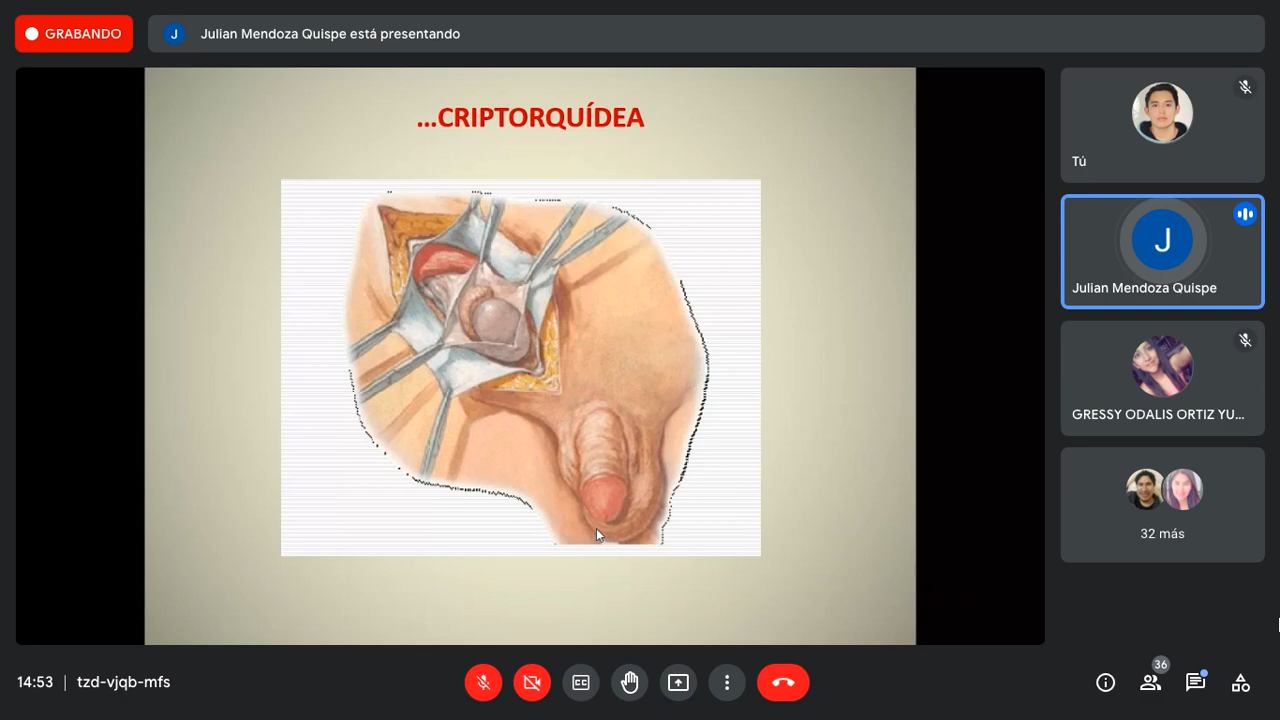 GRABANDO
J
Julian Mendoza Quispe está presentando
...CRIPTORQUÍDEA
Tú
J
Julian Mendoza Quispe
GRESSY ODALIS ORTIZ YU...
32 más
14:53 | tzd-vjqb-mfs
CC
36